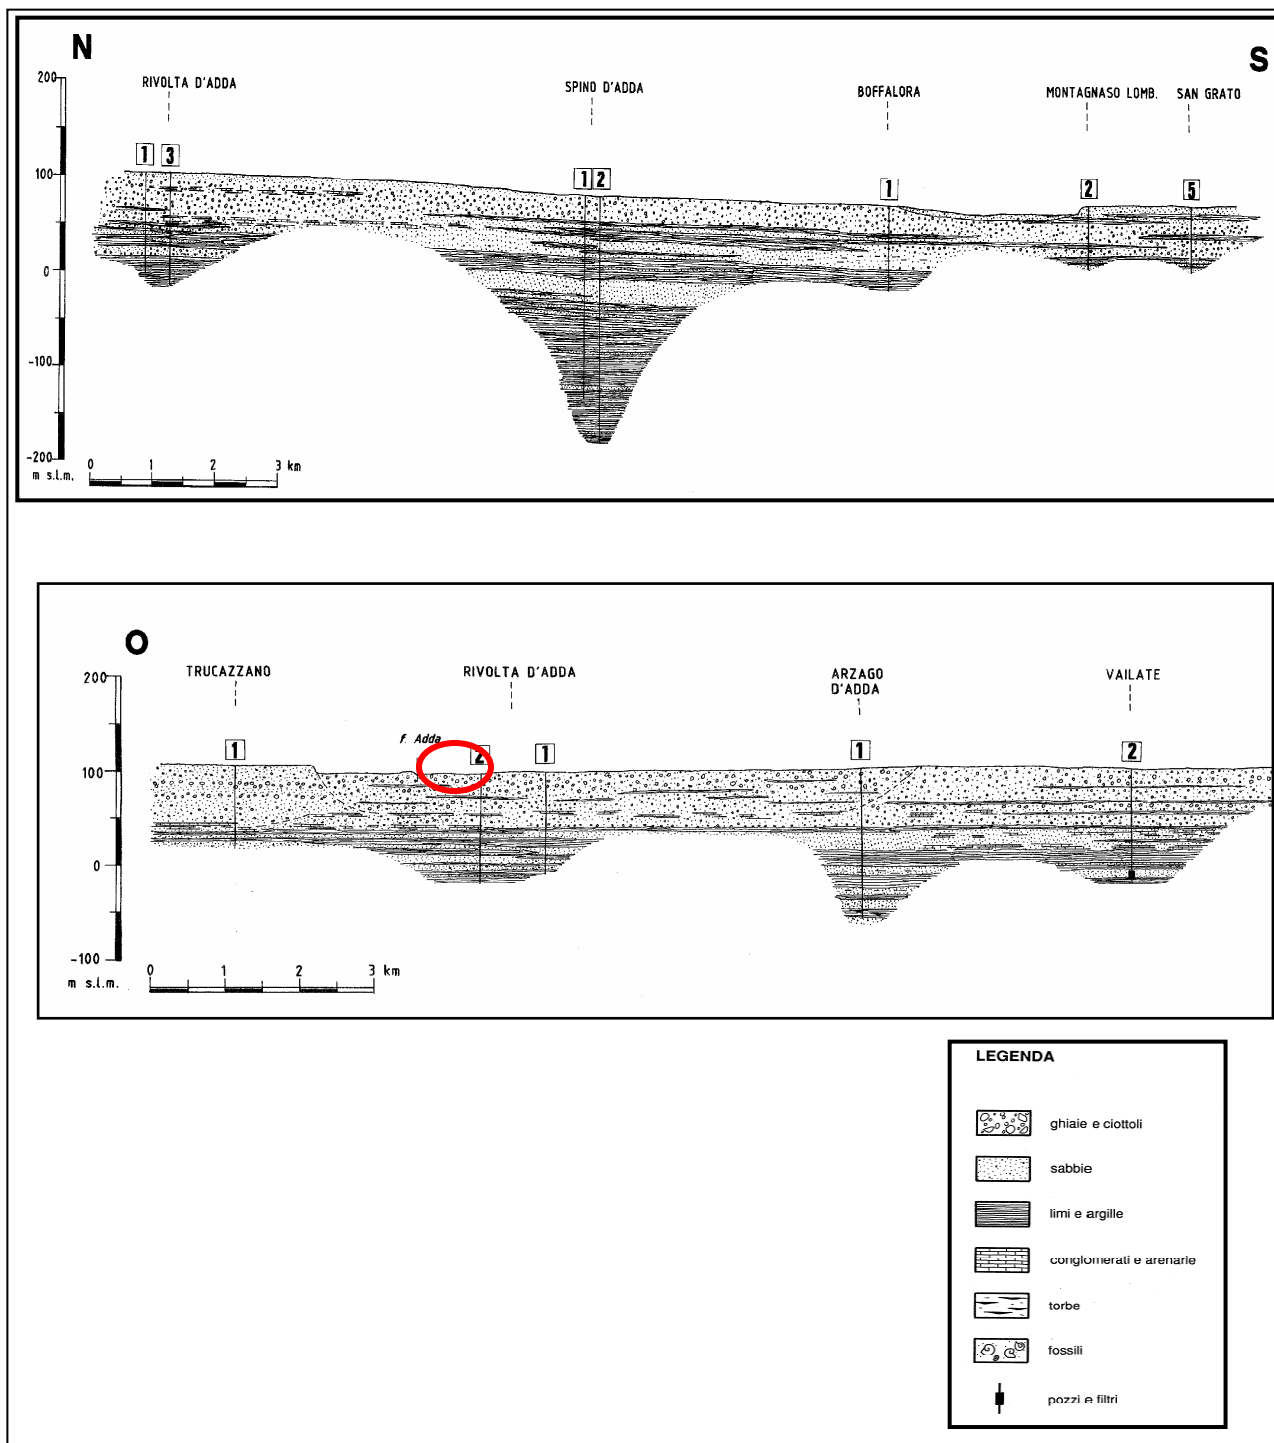 N
S
RIVOLTA D'ADDA
SPINO D'ADDA
BOFFALORA
MONTAGNASO LOMB.
SAN GRATO
200
1 3
1 2
1
2
5
100
0
-100
-200
m s.l.m.
0 1 2 3 km
O
TRUCAZZANO
RIVOLTA D'ADDA
ARZAGO
D'ADDA
VAILATE
200
f. Adda
1
2
1
1
2
100
0
-100
m s.l.m.
0 1 2 3 km
LEGENDA
ghiaie e ciottoli
sabbie
limi e argille
conglomerati e arenarie
torbe
fossili
pozzi e filtri